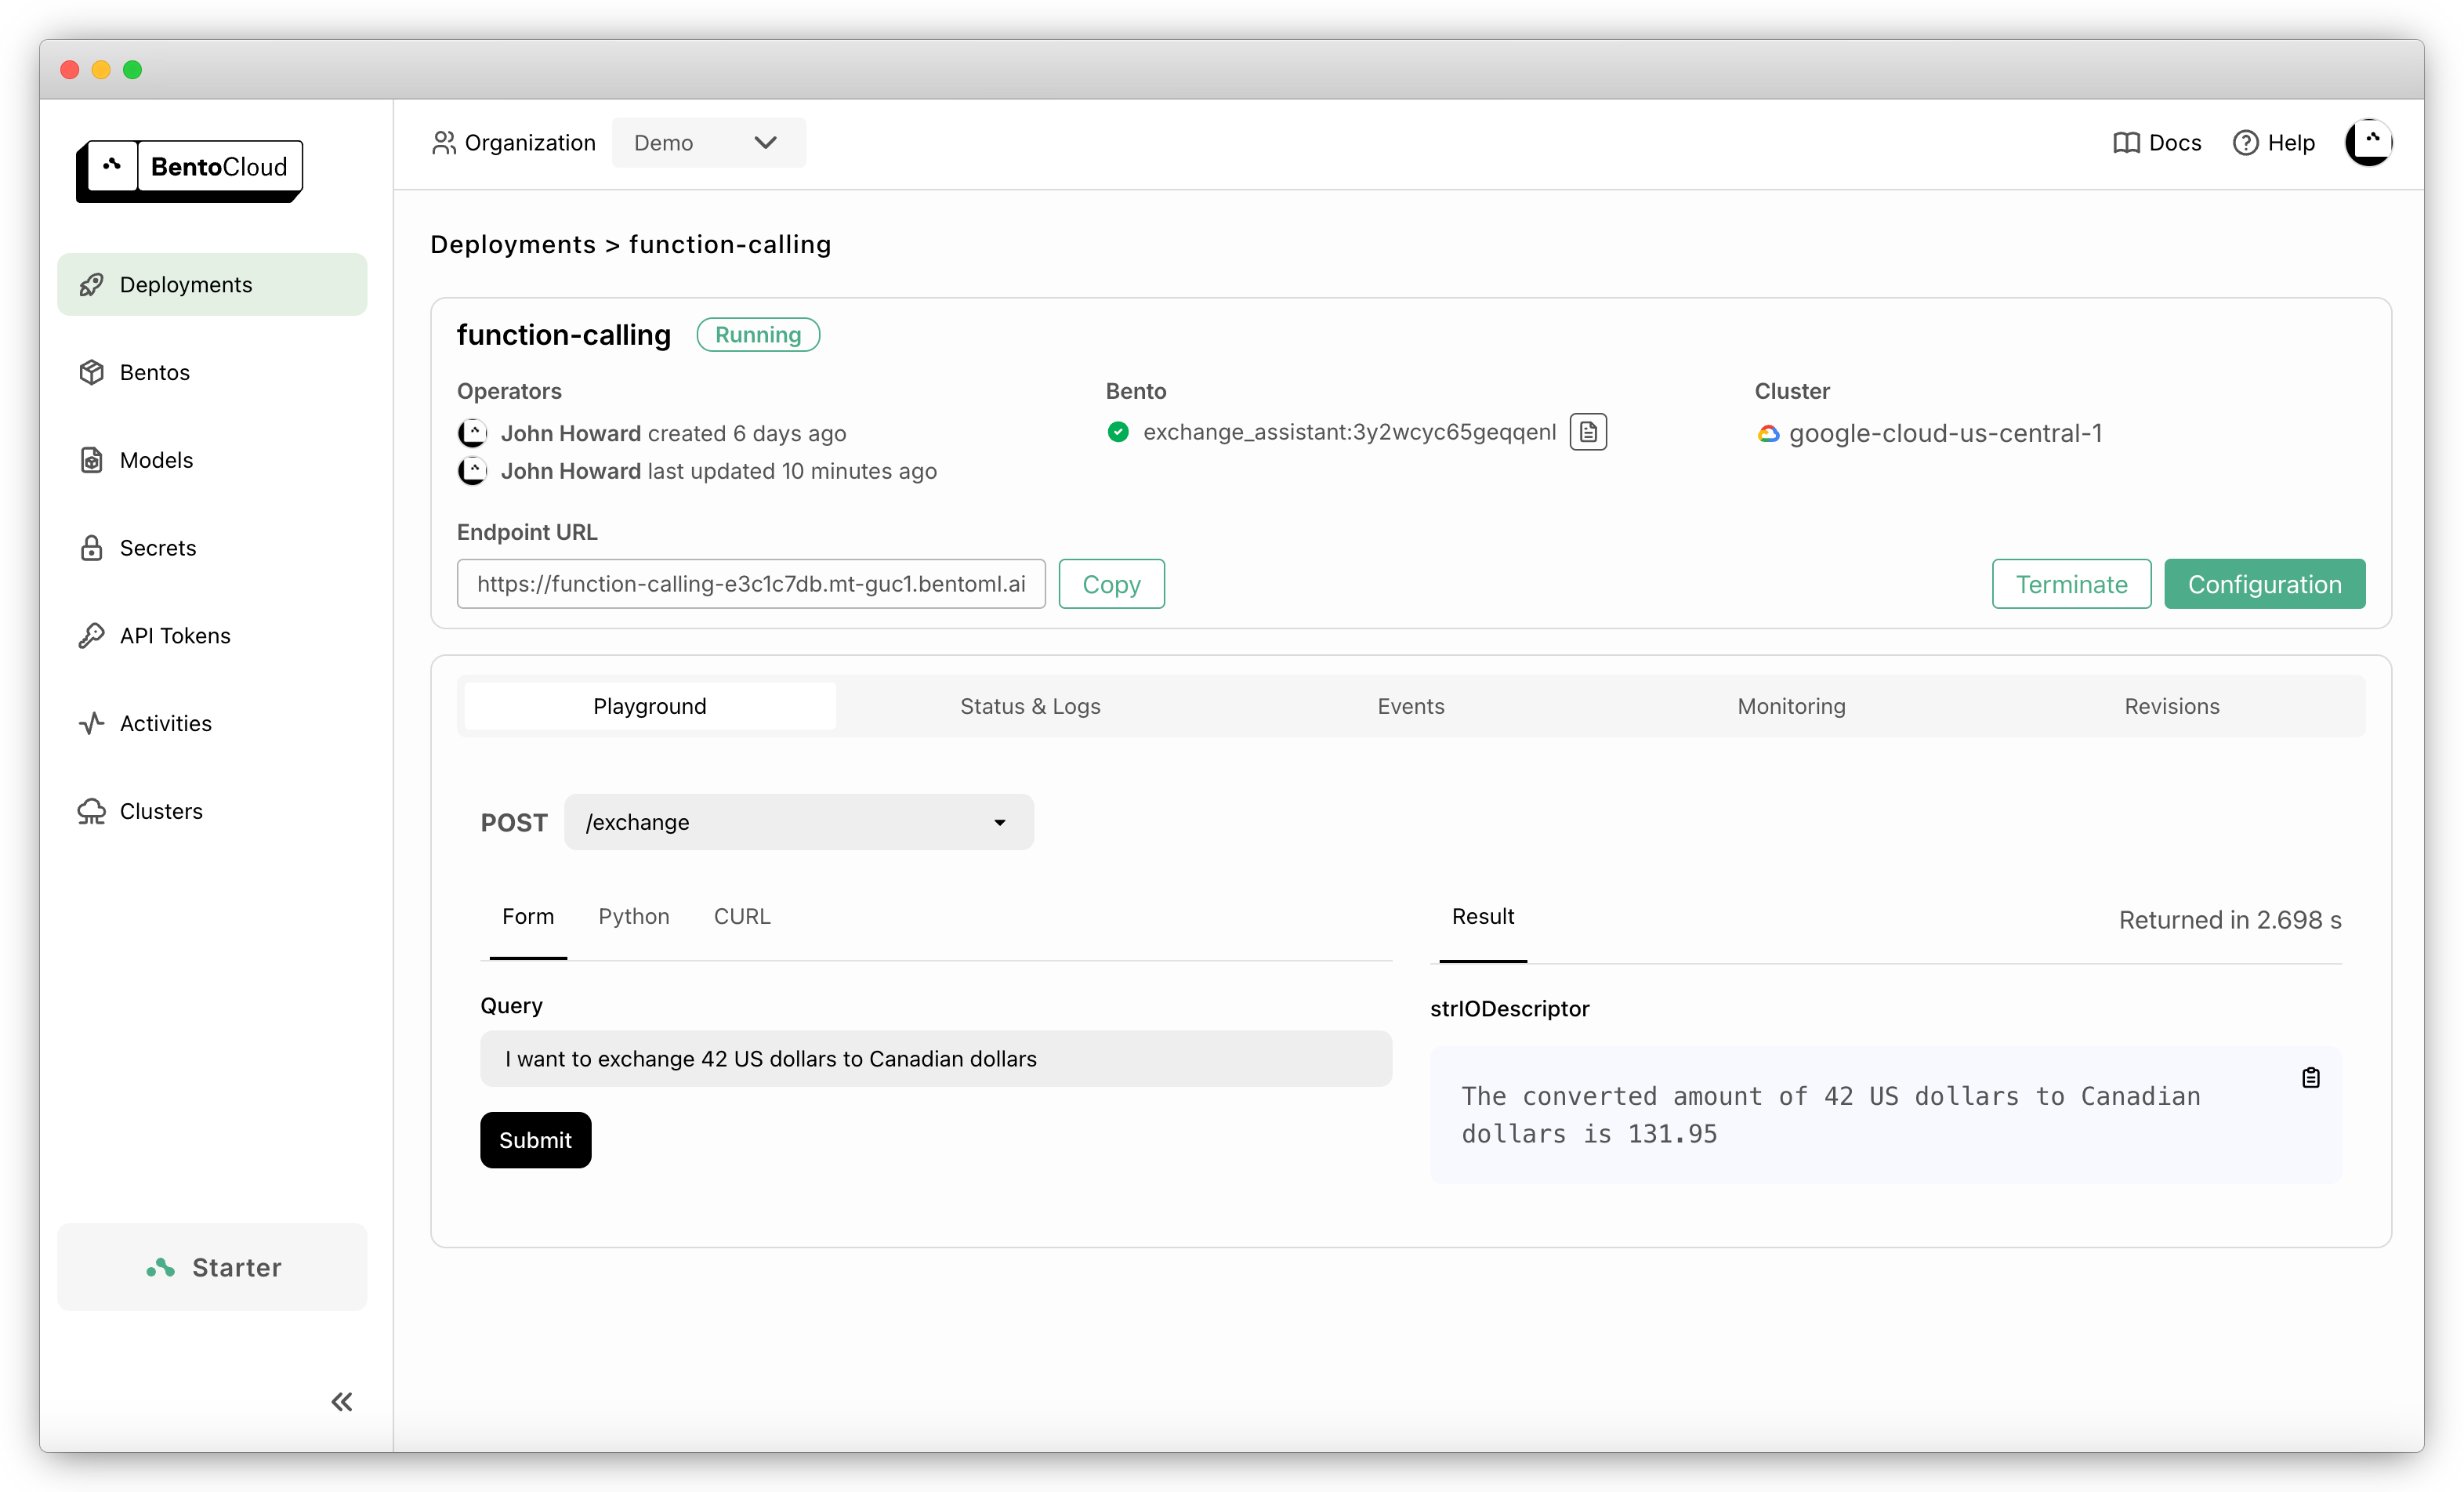 BentoCloud
Organization Demo Docs Help
Deployments
Bentos
Models
Secrets
API Tokens
Activities
Clusters
Starter
Deployments > function-calling
function-calling Running
Operators
John Howard created 6 days ago
John Howard last updated 10 minutes ago
Bento
exchange_assistant:3y2wcyc65geqqenl
Cluster
google-cloud-us-central-1
Endpoint URL
https://function-calling-e3c1c7db.mt-guc1.bentoml.ai Copy Terminate Configuration
Playground Status & Logs Events Monitoring Revisions
POST /exchange
Form Python CURL
Query
I want to exchange 42 US dollars to Canadian dollars
Submit
Result Returned in 2.698 s
strIODescriptor
The converted amount of 42 US dollars to Canadian
dollars is 131.95